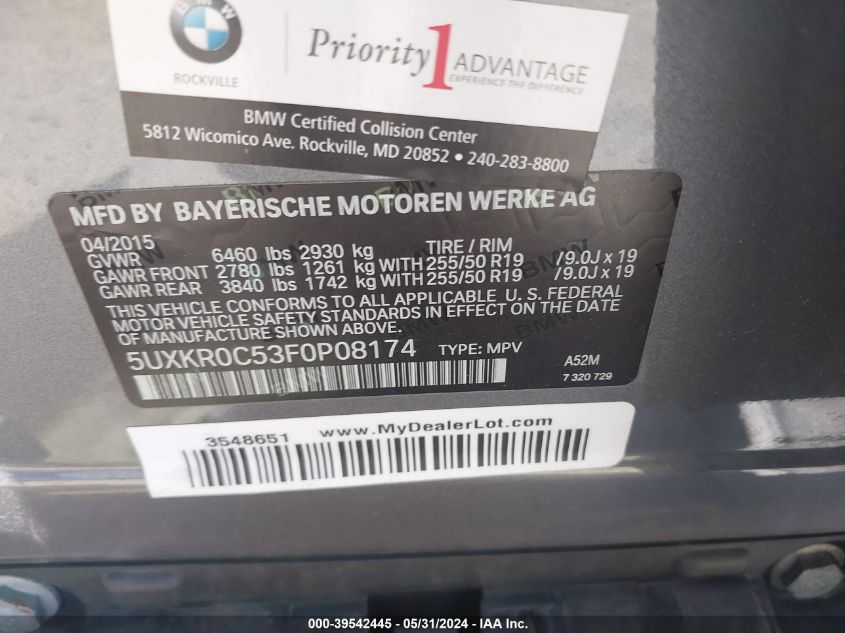 BMW
ROCKVILLE
Priority1 ADVANTAGE
EXPERIENCE THE DIFFERENCE
BMW Certified Collision Center
5812 Wicomico Ave. Rockville, MD 20852 • 240-283-8800
MFD BY BAYERISCHE MOTOREN WERKE AG
04/2015
GVWR 6460 lbs 2930 kg TIRE / RIM
GAWR FRONT 2780 lbs 1261 kg WITH 255/50 R19 /9.0J x 19
GAWR REAR 3840 lbs 1742 kg WITH 255/50 R19 /9.0J x 19
THIS VEHICLE CONFORMS TO ALL APPLICABLE U. S. FEDERAL
MOTOR VEHICLE SAFETY STANDARDS IN EFFECT ON THE DATE
OF MANUFACTURE SHOWN ABOVE.
5UXKR0C53F0P08174 TYPE: MPV A52M
7 320 729
www.MyDealerLot.com
3548651
000-39542445 - 05/31/2024 - IAA Inc.